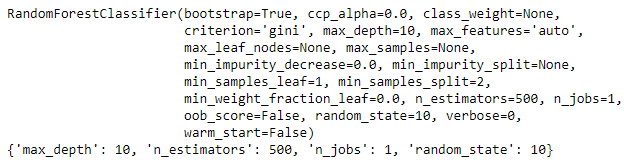 RandomForestClassifier(bootstrap=True, ccp_alpha=0.0, class_weight=None,
criterion='gini', max_depth=10, max_features='auto',
max_leaf_nodes=None, max_samples=None,
min_impurity_decrease=0.0, min_impurity_split=None,
min_samples_leaf=1, min_samples_split=2,
min_weight_fraction_leaf=0.0, n_estimators=500, n_jobs=1,
oob_score=False, random_state=10, verbose=0,
warm_start=False)
{'max_depth': 10, 'n_estimators': 500, 'n_jobs': 1, 'random_state': 10}